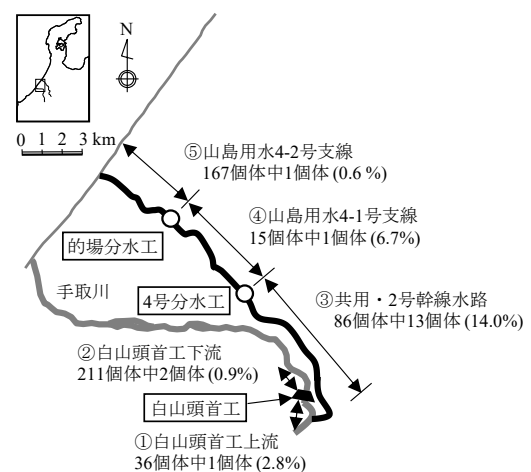 N
0 1 2 3 km
⑤山島用水4-2号支線
167個体中1個体 (0.6 %)
④山島用水4-1号支線
15個体中1個体 (6.7%)
的場分水工
手取川
4号分水工
③共用・2号幹線水路
86個体中13個体 (14.0%)
②白山頭首工下流
211個体中2個体 (0.9%)
白山頭首工
①白山頭首工上流
36個体中1個体 (2.8%)